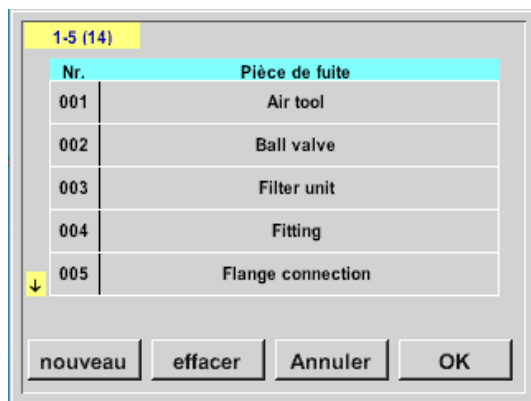 1-5 (14)
Nr. Pièce de fuite
001 Air tool
002 Ball valve
003 Filter unit
004 Fitting
005 Flange connection
↓
nouveau effacer Annuler OK